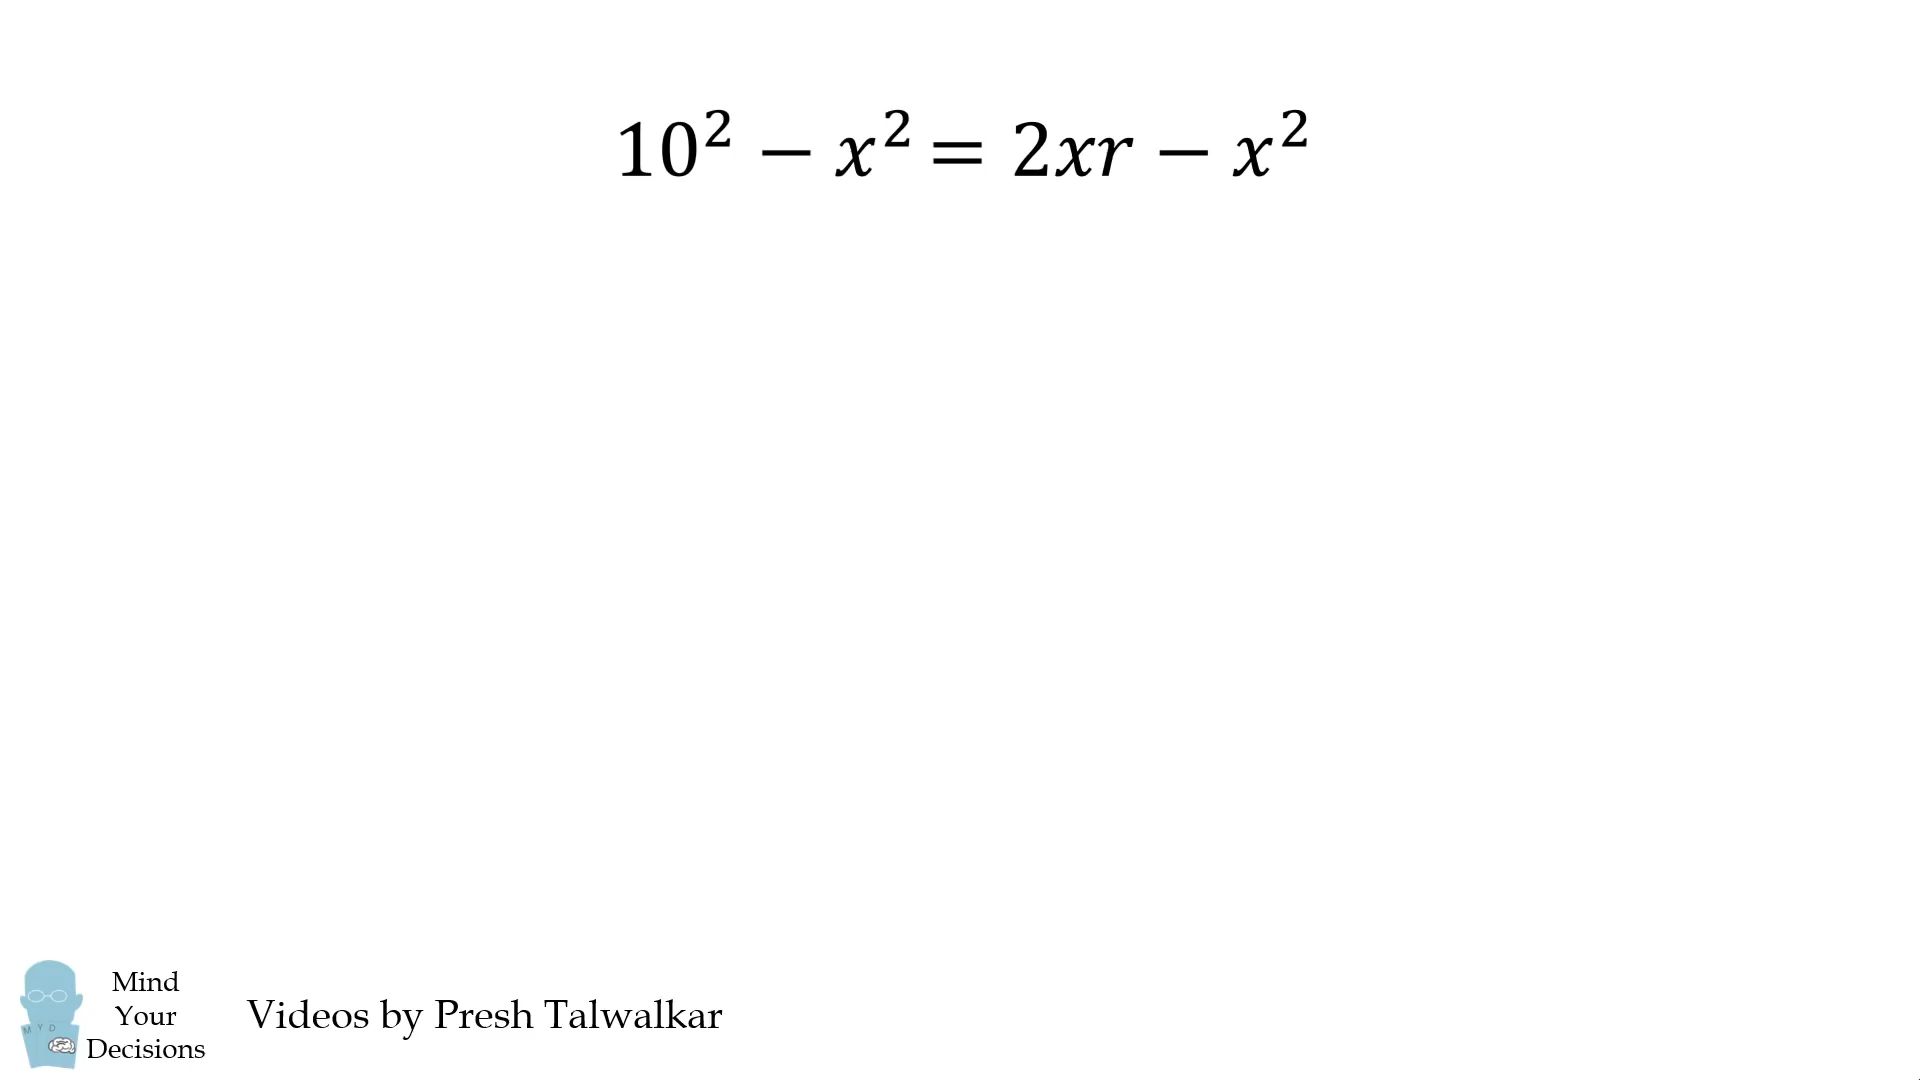 10² − x² = 2xr − x²
M Y D
Mind
Your
Decisions
Videos by Presh Talwalkar